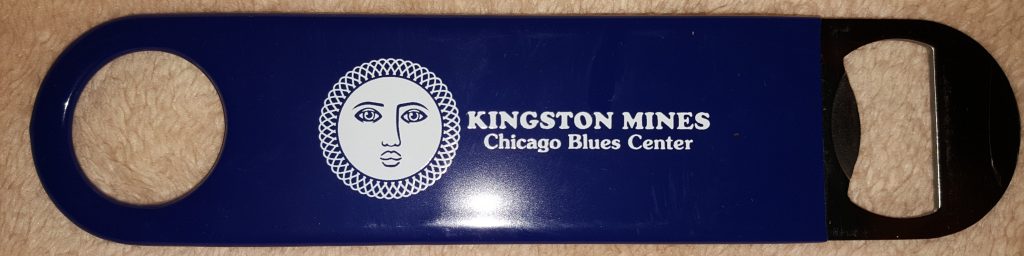 KINGSTON MINES
Chicago Blues Center